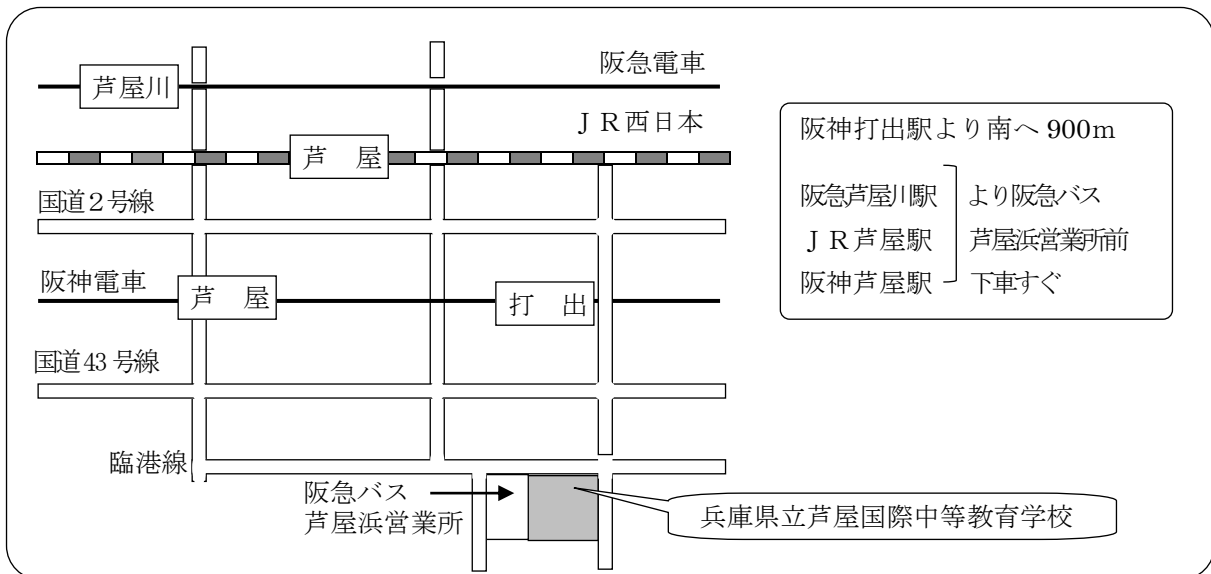 阪急電車
芦屋川
ＪＲ西日本
芦　屋
国道２号線
阪神電車
芦　屋
打　出
国道43号線
臨港線
阪急バス
芦屋浜営業所
兵庫県立芦屋国際中等教育学校
阪神打出駅より南へ900m
阪急芦屋川駅　より阪急バス
ＪＲ芦屋駅　芦屋浜営業所前
阪神芦屋駅　下車すぐ